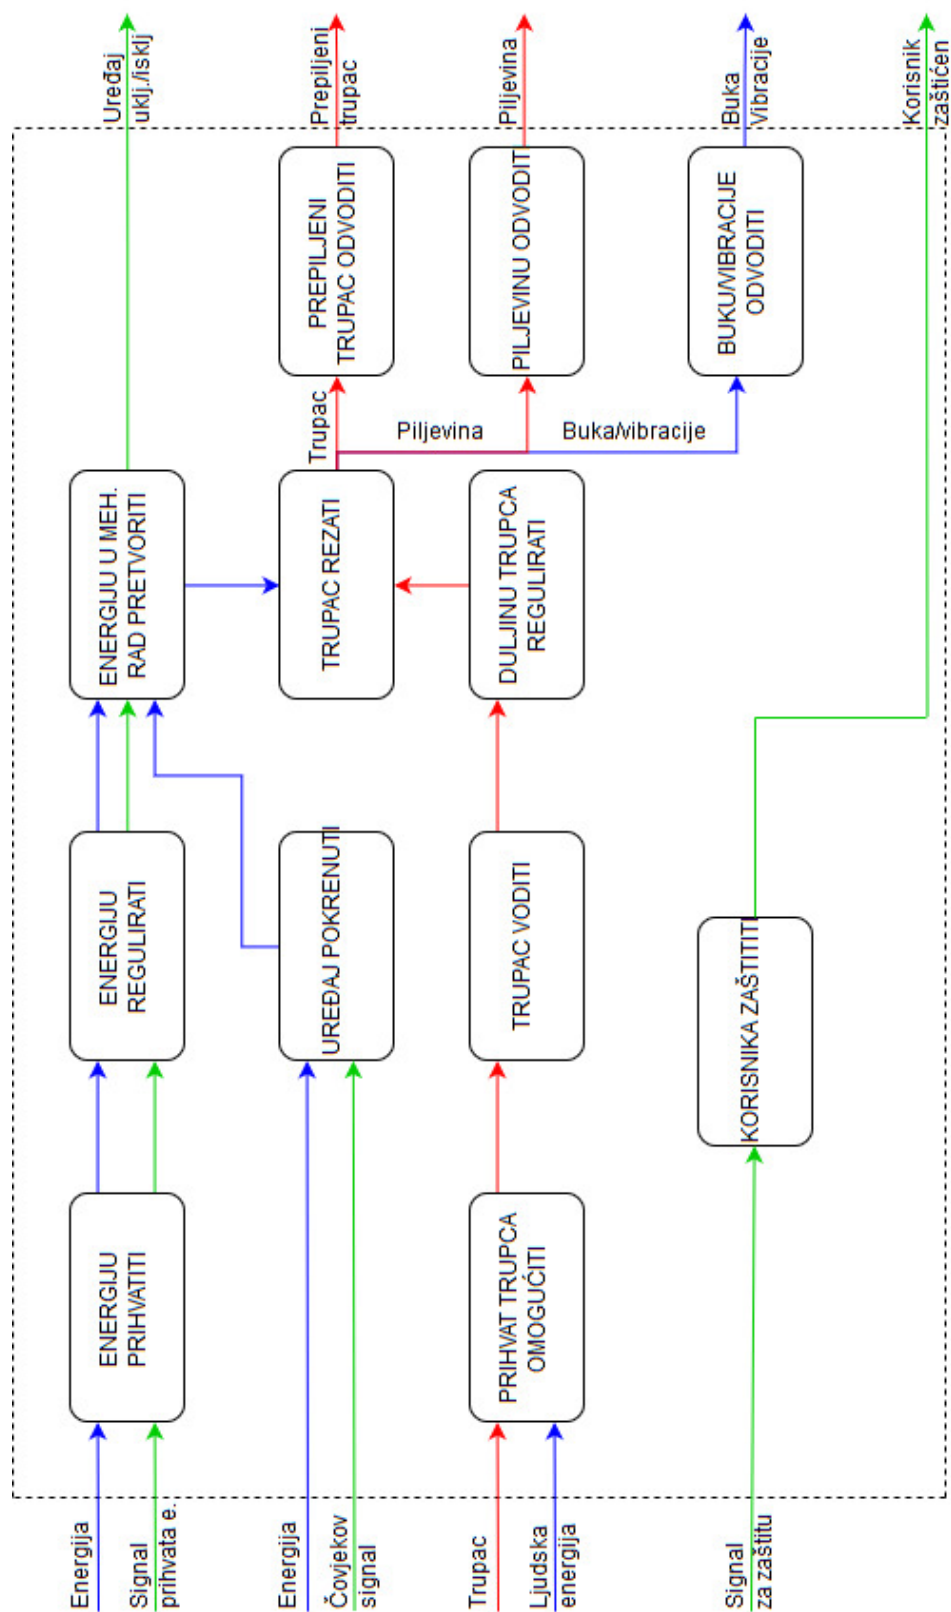 Energija
Signal
prihvata e.
Energija
Čovjekov
signal
Trupac
Ljudska
energija
Signal
za zaštitu
ENERGIJU
PRIHVATITI
ENERGIJU
REGULIRATI
ENERGIJU U MEH.
RAD PRETVORITI
UREĐAJ POKRENUTI
TRUPAC REZATI
PRIHVAT TRUPCA
OMOGUĆITI
TRUPAC VODITI
DULJINU TRUPCA
REGULIRATI
KORISNIKA ZAŠTITITI
Trupac
Piljevina
Buka/vibracije
PREPILJENI
TRUPAC ODVODITI
PILJEVINU ODVODITI
BUKU/VIBRACIJE
ODVODITI
Uređaj
uklj./isklj
Prepiljeni
trupac
Piljevina
Buka
Vibracije
Korisnik
zaštićen